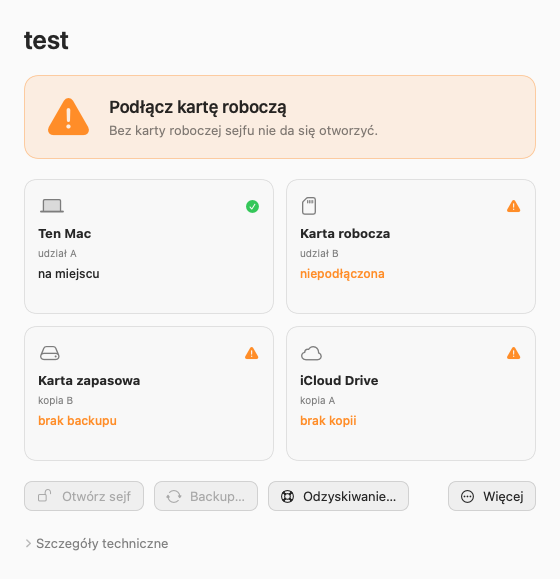 test
Podłącz kartę roboczą
Bez karty roboczej sejfu nie da się otworzyć.
Ten Mac
udział A
na miejscu
Karta robocza
udział B
niepodłączona
Karta zapasowa
kopia B
brak backupu
iCloud Drive
kopia A
brak kopii
Otwórz sejf
Backup...
Odzyskiwanie...
Więcej
Szczegóły techniczne